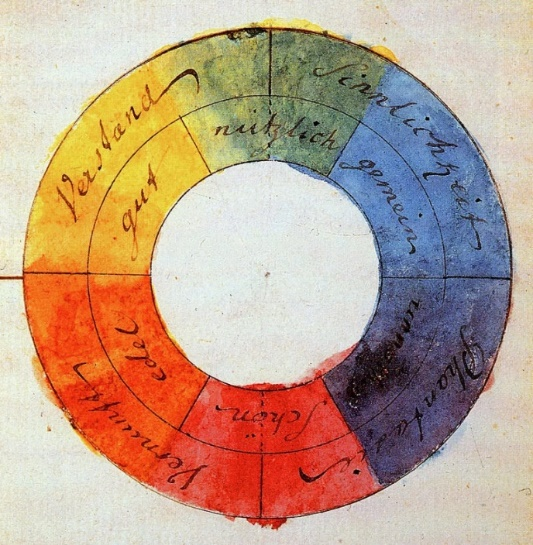 Verstand
Sinnlichkeit
Phantasie
Vernunft
gut
nützlich
gemein
Schön
edel